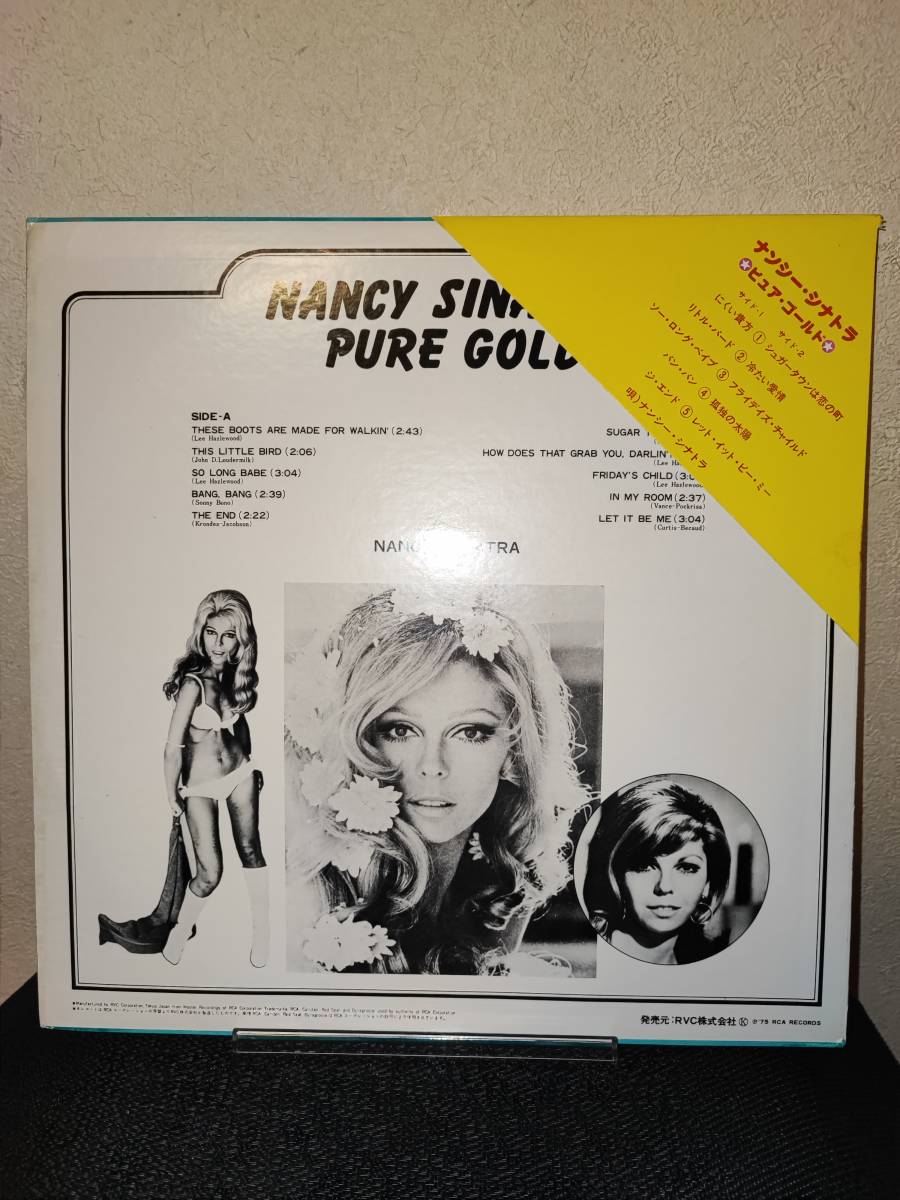 NANCY SINA
PURE GOLD
SIDE-A
THESE BOOTS ARE MADE FOR WALKIN' (2:43)
(Lee Hazlewood)
THIS LITTLE BIRD (2:06)
(John D.Loudermilk)
SO LONG BABE (3:04)
(Lee Hazlewood)
BANG, BANG (2:39)
(Sonny Bono)
THE END (2:22)
(Krondes-Jacobson)
SUGAR
HOW DOES THAT GRAB YOU, DARLIN'
(Lee
FRIDAY'S CHILD
(Lee Hazlewood
IN MY ROOM (2:37)
(Vance-Pockriss)
LET IT BE ME (3:04)
(Curtis-Becaud)
ナンシー・シナトラ
ピュア・ゴールド
サイド・1 サイド・2
にくい貴方 ① シュガータウンは恋の町
リトル・バード ② 冷たい愛情
ソー・ロング・ベイブ ③ フライデイズ・チャイルド
バン・バン ④ 孤独の太陽
ジ・エンド ⑤ レット・イット・ビー・ミー
唄)ナンシー・シナトラ
NANC TRA
発売元:RVC株式会社 Ⓚ ℗'75 RCA RECORDS